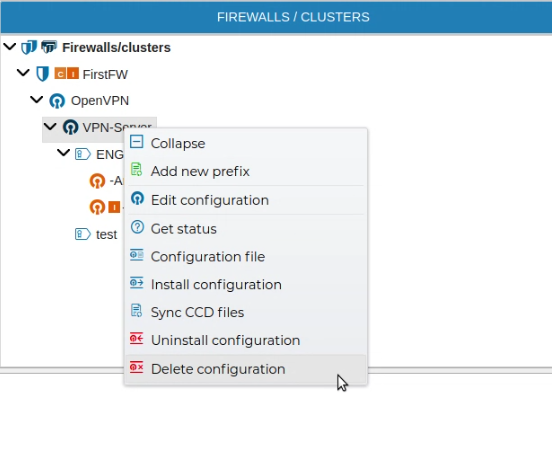 FIREWALLS / CLUSTERS
Firewalls/clusters
C I FirstFW
OpenVPN
VPN-Server
Collapse
ENG
Add new prefix
-A
Edit configuration
I
Get status
test
Configuration file
Install configuration
Sync CCD files
Uninstall configuration
Delete configuration